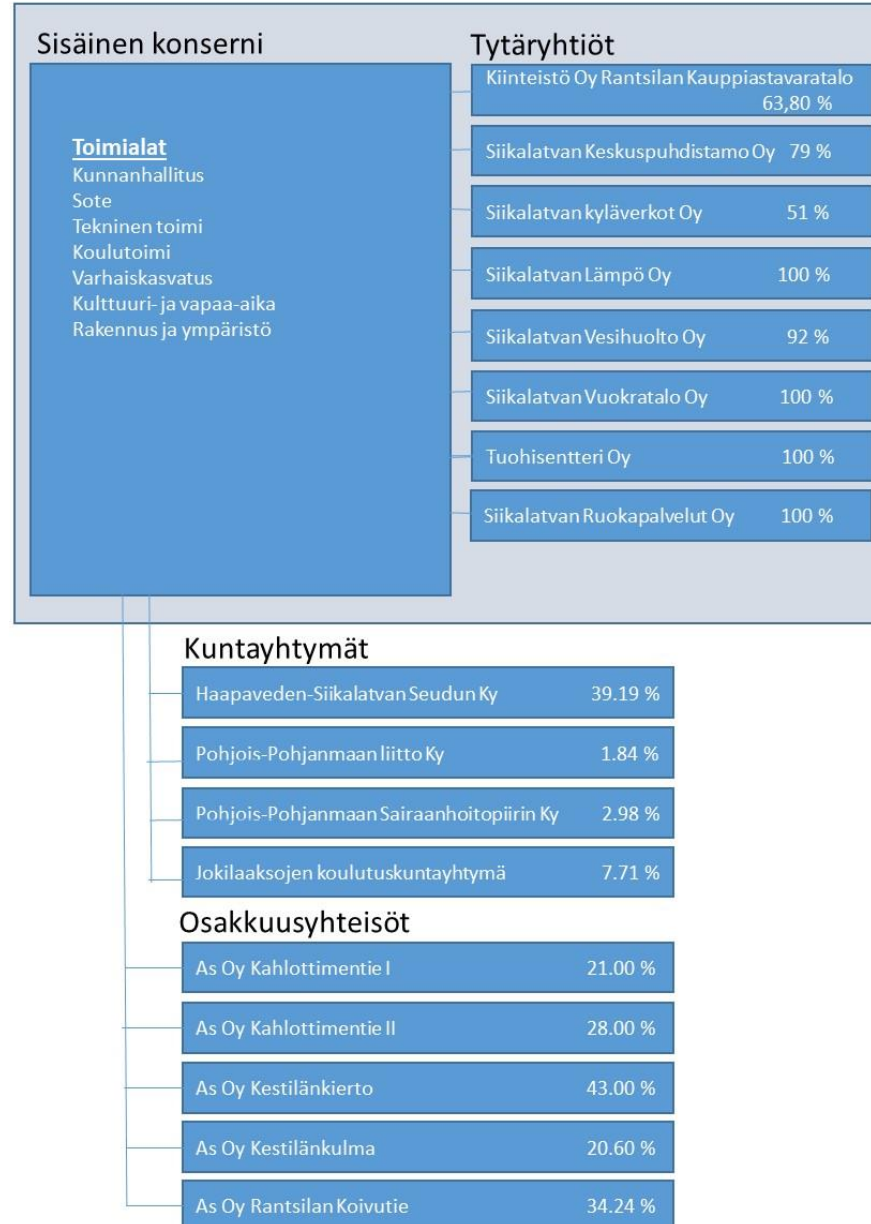 Sisäinen konserni
Toimialat
Kunnanhallitus
Sote
Tekninen toimi
Koulutoimi
Varhaiskasvatus
Kulttuuri- ja vapaa-aika
Rakennus ja ympäristö
Tytäryhtiöt
Kiinteistö Oy Rantsilan Kauppiastavaratalo
63,80 %
Siikalatvan Keskuspuhdistamo Oy 79 %
Siikalatvan kyläverkot Oy 51 %
Siikalatvan Lämpö Oy 100 %
Siikalatvan Vesihuolto Oy 92 %
Siikalatvan Vuokratalo Oy 100 %
Tuohisentteri Oy 100 %
Siikalatvan Ruokapalvelut Oy 100 %
Kuntayhtymät
Haapaveden-Siikalatvan Seudun Ky 39.19 %
Pohjois-Pohjanmaan liitto Ky 1.84 %
Pohjois-Pohjanmaan Sairaanhoitopiirin Ky 2.98 %
Jokilaaksojen koulutuskuntayhtymä 7.71 %
Osakkuusyhteisöt
As Oy Kahlottimentie I 21.00 %
As Oy Kahlottimentie II 28.00 %
As Oy Kestilänkierto 43.00 %
As Oy Kestilänkulma 20.60 %
As Oy Rantsilan Koivutie 34.24 %